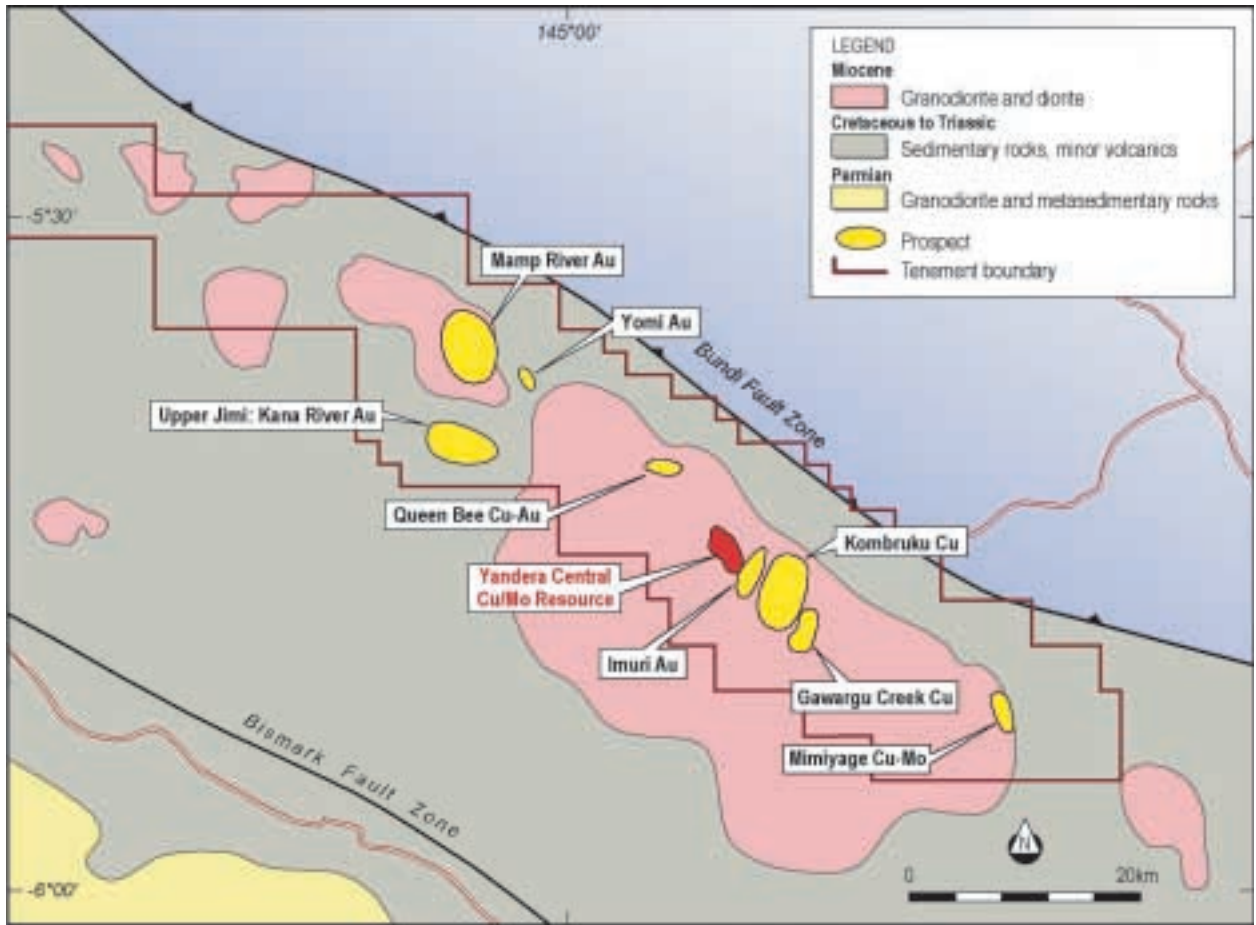 145°00'
LEGEND
Miocene
Granodiorite and diorite
Cretaceous to Triassic
Sedimentary rocks, minor volcanics
Permian
Granodiorite and metasedimentary rocks
Prospect
Tenement boundary
-5°30'
Mamp River Au
Yomi Au
Bundi Fault Zone
Upper Jimi: Kana River Au
Queen Bee Cu-Au
Kombruku Cu
Yandera Central
Cu/Mo Resource
Imuri Au
Gawargu Creek Cu
Mimiyage Cu-Mo
Bismark Fault Zone
N
0 20km
-6°00'